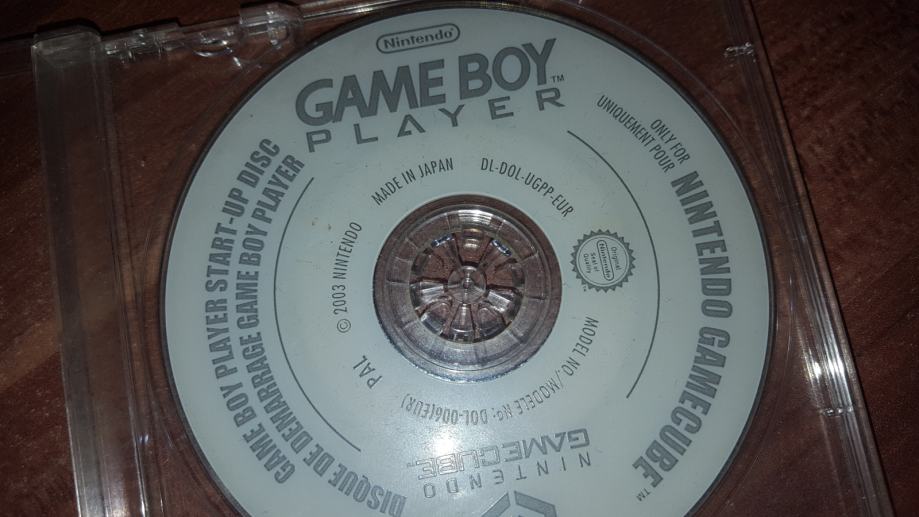 Nintendo
GAME BOY™
PLAYER
GAME BOY PLAYER START-UP DISC
DISQUE DE DEMARRAGE GAME BOY PLAYER
ONLY FOR
UNIQUEMENT POUR
NINTENDO GAMECUBE™
MADE IN JAPAN
DL-DOL-UGPP-EUR
© 2003 NINTENDO
PAL
Original
Nintendo
Seal of
Quality
MODEL NO./MODELE NO: DOL-006(EUR)
NINTENDO
GAMECUBE™